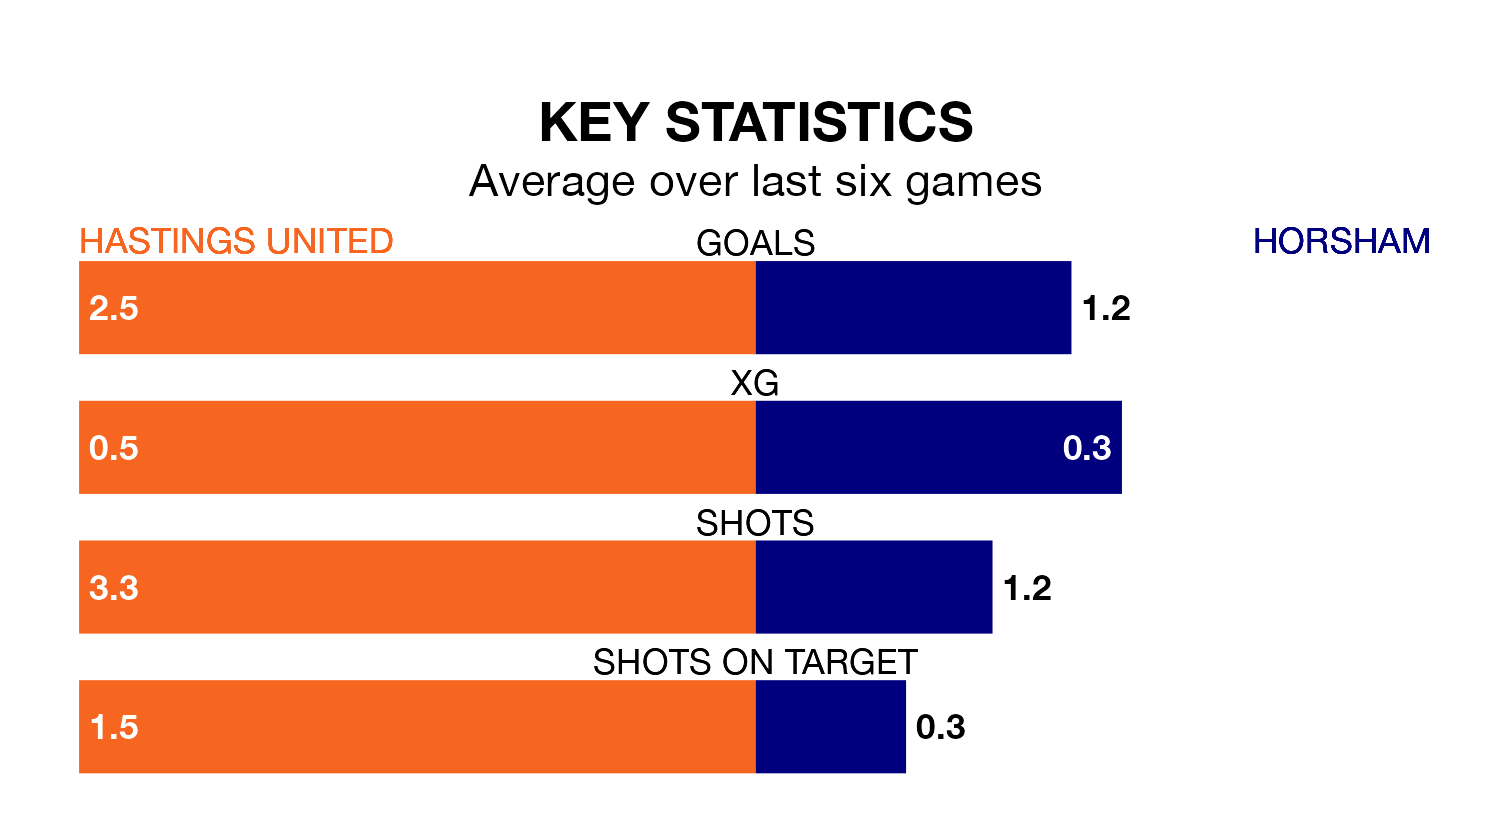 KEY STATISTICS
Average over last six games
HASTINGS UNITED GOALS HORSHAM
2.5 1.2
XG
0.5 0.3
SHOTS
3.3 1.2
SHOTS ON TARGET
1.5 0.3